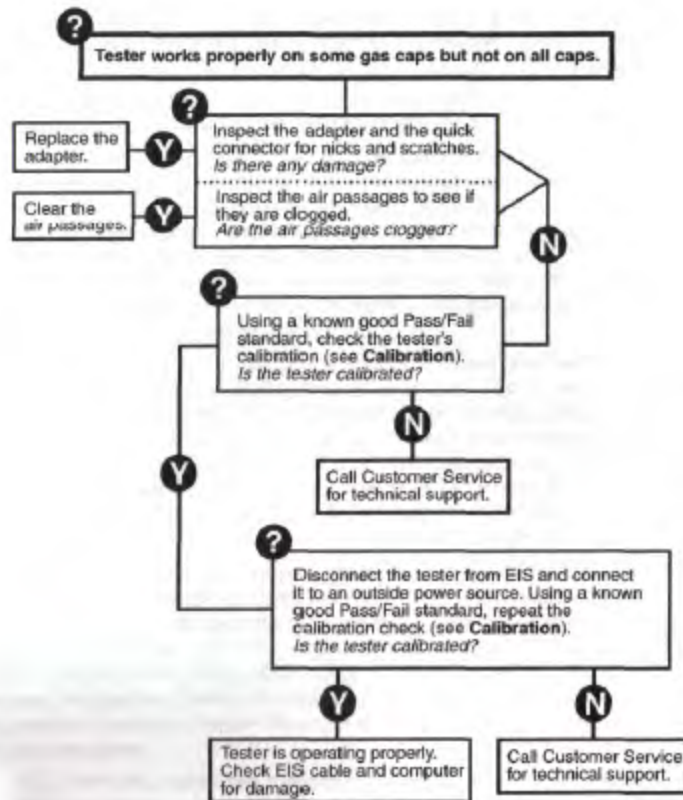 ?
Tester works properly on some gas caps but not on all caps.
?
Replace the
adapter.
Y
Inspect the adapter and the quick
connector for nicks and scratches.
Is there any damage?
Clear the
air passages.
Y
Inspect the air passages to see if
they are clogged.
Are the air passages clogged?
N
?
Using a known good Pass/Fail
standard, check the tester's
calibration (see Calibration).
Is the tester calibrated?
N
Y
Call Customer Service
for technical support.
?
Disconnect the tester from EIS and connect
it to an outside power source. Using a known
good Pass/Fail standard, repeat the
calibration check (see Calibration).
Is the tester calibrated?
Y
N
Tester is operating properly.
Check EIS cable and computer
for damage.
Call Customer Service
for technical support.